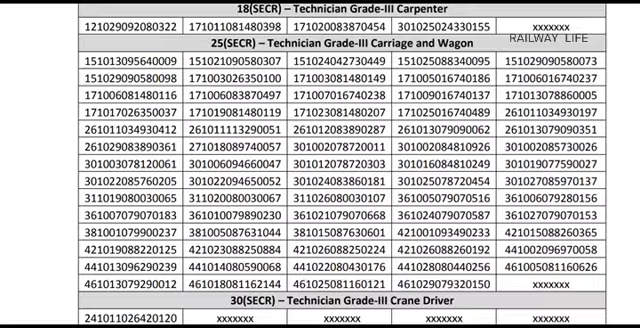 18(SECR) – Technician Grade-III Carpenter
121029092080322 171011081480398 171020083870454 301025024330155 xxxxxxx
RAILWAY LIFE
25(SECR) – Technician Grade-III Carriage and Wagon
151013095640009 151021090580307 151024042730449 151025088340095 151029090580073
151029090580098 171003026350100 171003081480149 171005016740186 171006016740237
171006081480116 171006083870497 171007016740238 171009016740137 171013078860005
171017026350037 171019081480119 171023081480207 171025016740489 261011034930197
261011034930412 261011113290051 261012083890287 261013079090062 261013079090351
261029083890361 271018089740057 301002078720011 301002084810926 301002085730026
301003078120061 301006094660047 301012078720303 301016084810249 301019077590027
301022085760205 301022094650052 301024083860181 301025078720454 301027085970137
311019080030065 311020080030067 311026080030107 361005079070516 361006079280156
361007079070183 361010079890230 361021079070668 361024079070587 361027079070153
381001079900237 381005087631044 381015087630601 421001093490233 421015088260365
421019088220125 421023088250884 421026088250224 421026088260192 441002096970058
441013096290239 441014080590068 441022080430176 441028080440256 461005081160626
461013079290012 461018081162144 461025081160121 461029079320150 xxxxxxx
30(SECR) – Technician Grade-III Crane Driver
241011026420120 xxxxxxx xxxxxxx xxxxxxx xxxxxxx